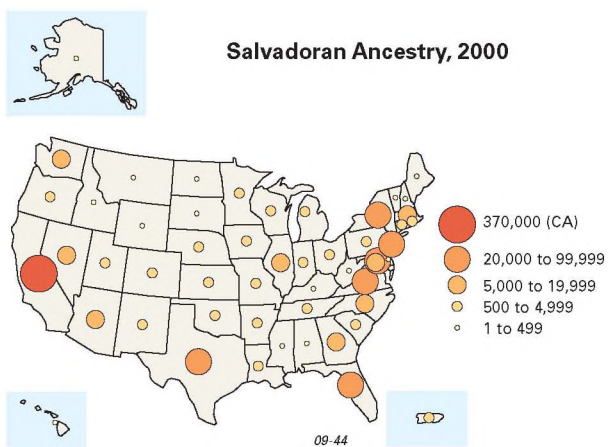 Salvadoran Ancestry, 2000
370,000 (CA)
20,000 to 99,999
5,000 to 19,999
500 to 4,999
1 to 499
09-44